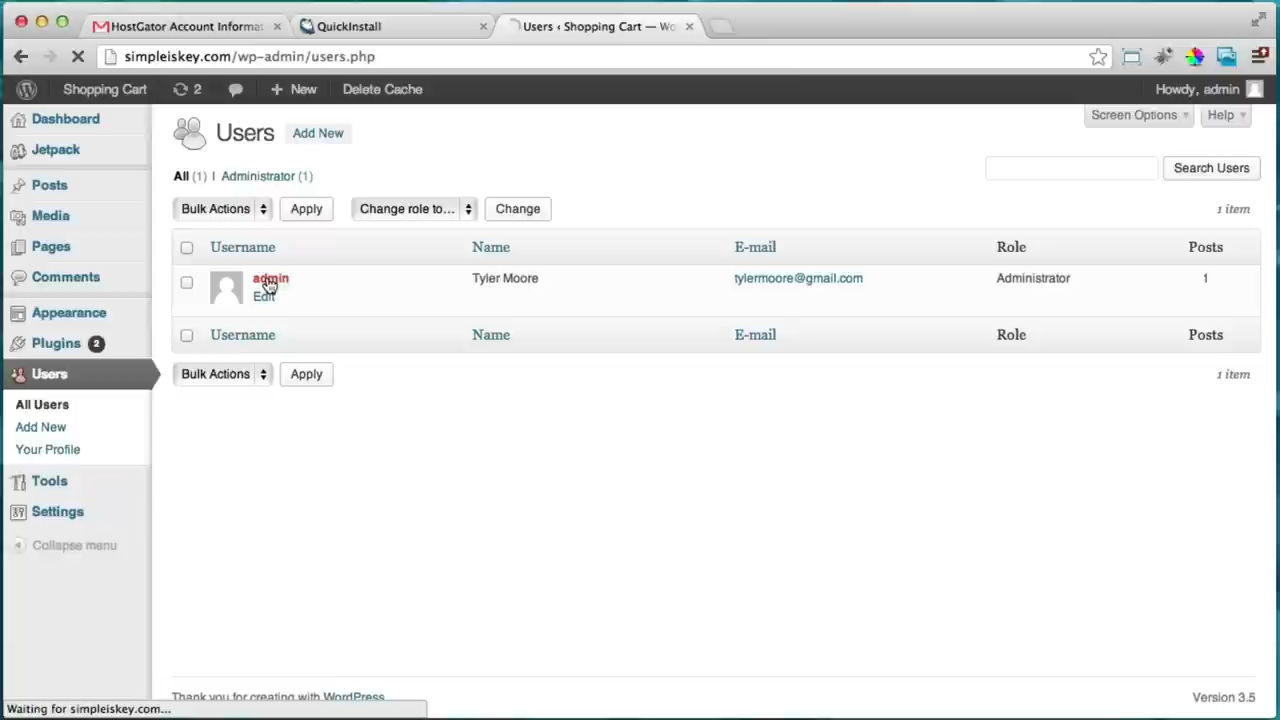 HostGator Account Informat
QuickInstall
Users ‹ Shopping Cart — Wo
simpleiskey.com/wp-admin/users.php
Shopping Cart
2
+ New
Delete Cache
Howdy, admin
Dashboard
Jetpack
Posts
Media
Pages
Comments
Appearance
Plugins 2
Users
All Users
Add New
Your Profile
Tools
Settings
Collapse menu
Screen Options
Help
Users Add New
All (1) | Administrator (1)
Search Users
Bulk Actions Apply Change role to... Change 1 item
Username Name E-mail Role Posts
admin Tyler Moore tylermoore@gmail.com Administrator 1
Edit
Username Name E-mail Role Posts
Bulk Actions Apply 1 item
Thank you for creating with WordPress
Version 3.5
Waiting for simpleiskey.com...